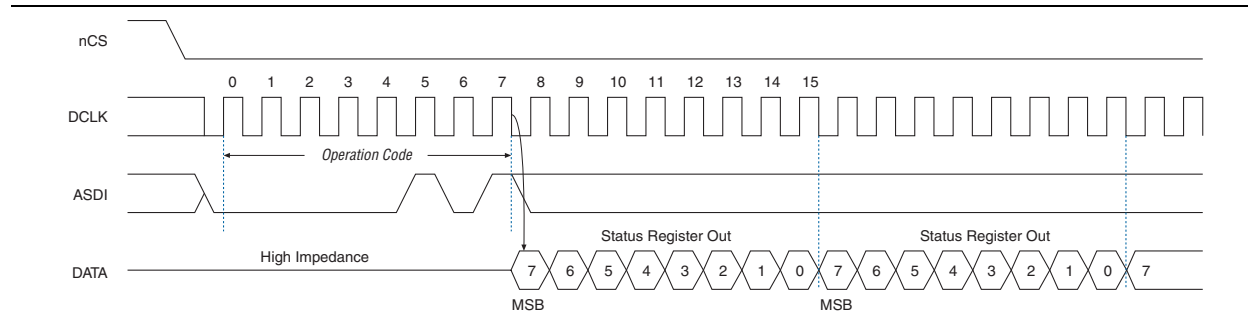 nCS
0 1 2 3 4 5 6 7 8 9 10 11 12 13 14 15
DCLK
Operation Code
ASDI
Status Register Out Status Register Out
High Impedance
DATA 7 6 5 4 3 2 1 0 7 6 5 4 3 2 1 0 7
MSB MSB